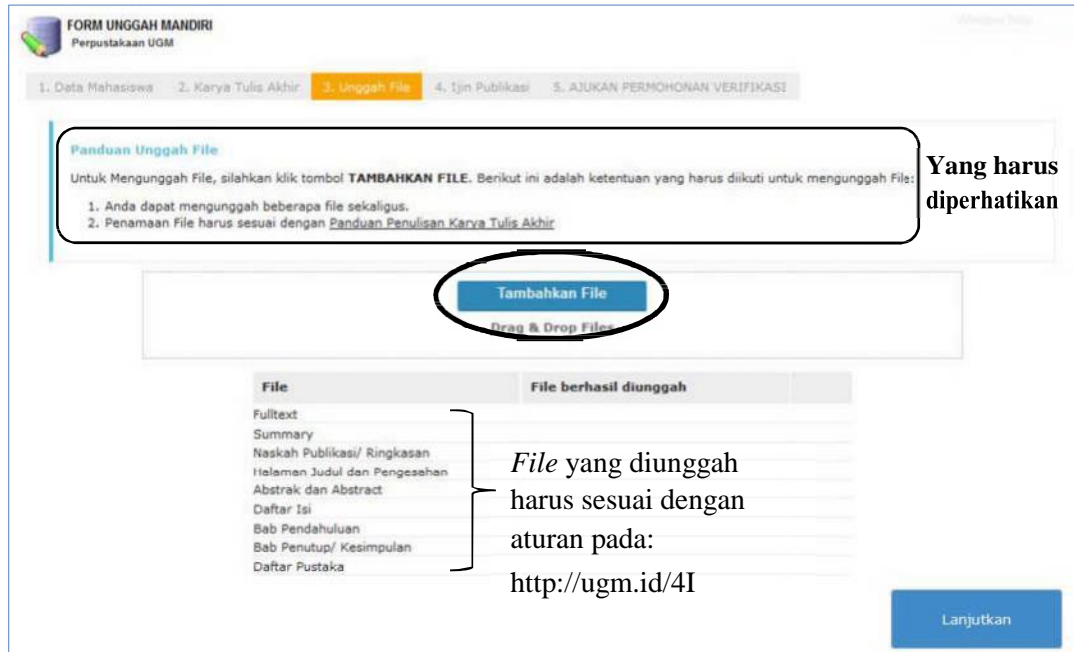 FORM UNGGAH MANDIRI
Perpustakaan UGM
1. Data Mahasiswa 2. Karya Tulis Akhir 3. Unggah File 4. Ijin Publikasi 5. AJUKAN PERMOHONAN VERIFIKASI
Panduan Unggah File
Untuk Mengunggah File, silahkan klik tombol TAMBAHKAN FILE. Berikut ini adalah ketentuan yang harus diikuti untuk mengunggah File:
1. Anda dapat mengunggah beberapa file sekaligus.
2. Penamaan File harus sesuai dengan Panduan Penulisan Karya Tulis Akhir
Yang harus
diperhatikan
Tambahkan File
Drag & Drop Files
File File berhasil diunggah
Fulltext
Summary
Naskah Publikasi/ Ringkasan
Halaman Judul dan Pengesahan
Abstrak dan Abstract
Daftar Isi
Bab Pendahuluan
Bab Penutup/ Kesimpulan
Daftar Pustaka
File yang diunggah
harus sesuai dengan
aturan pada:
http://ugm.id/4I
Lanjutkan